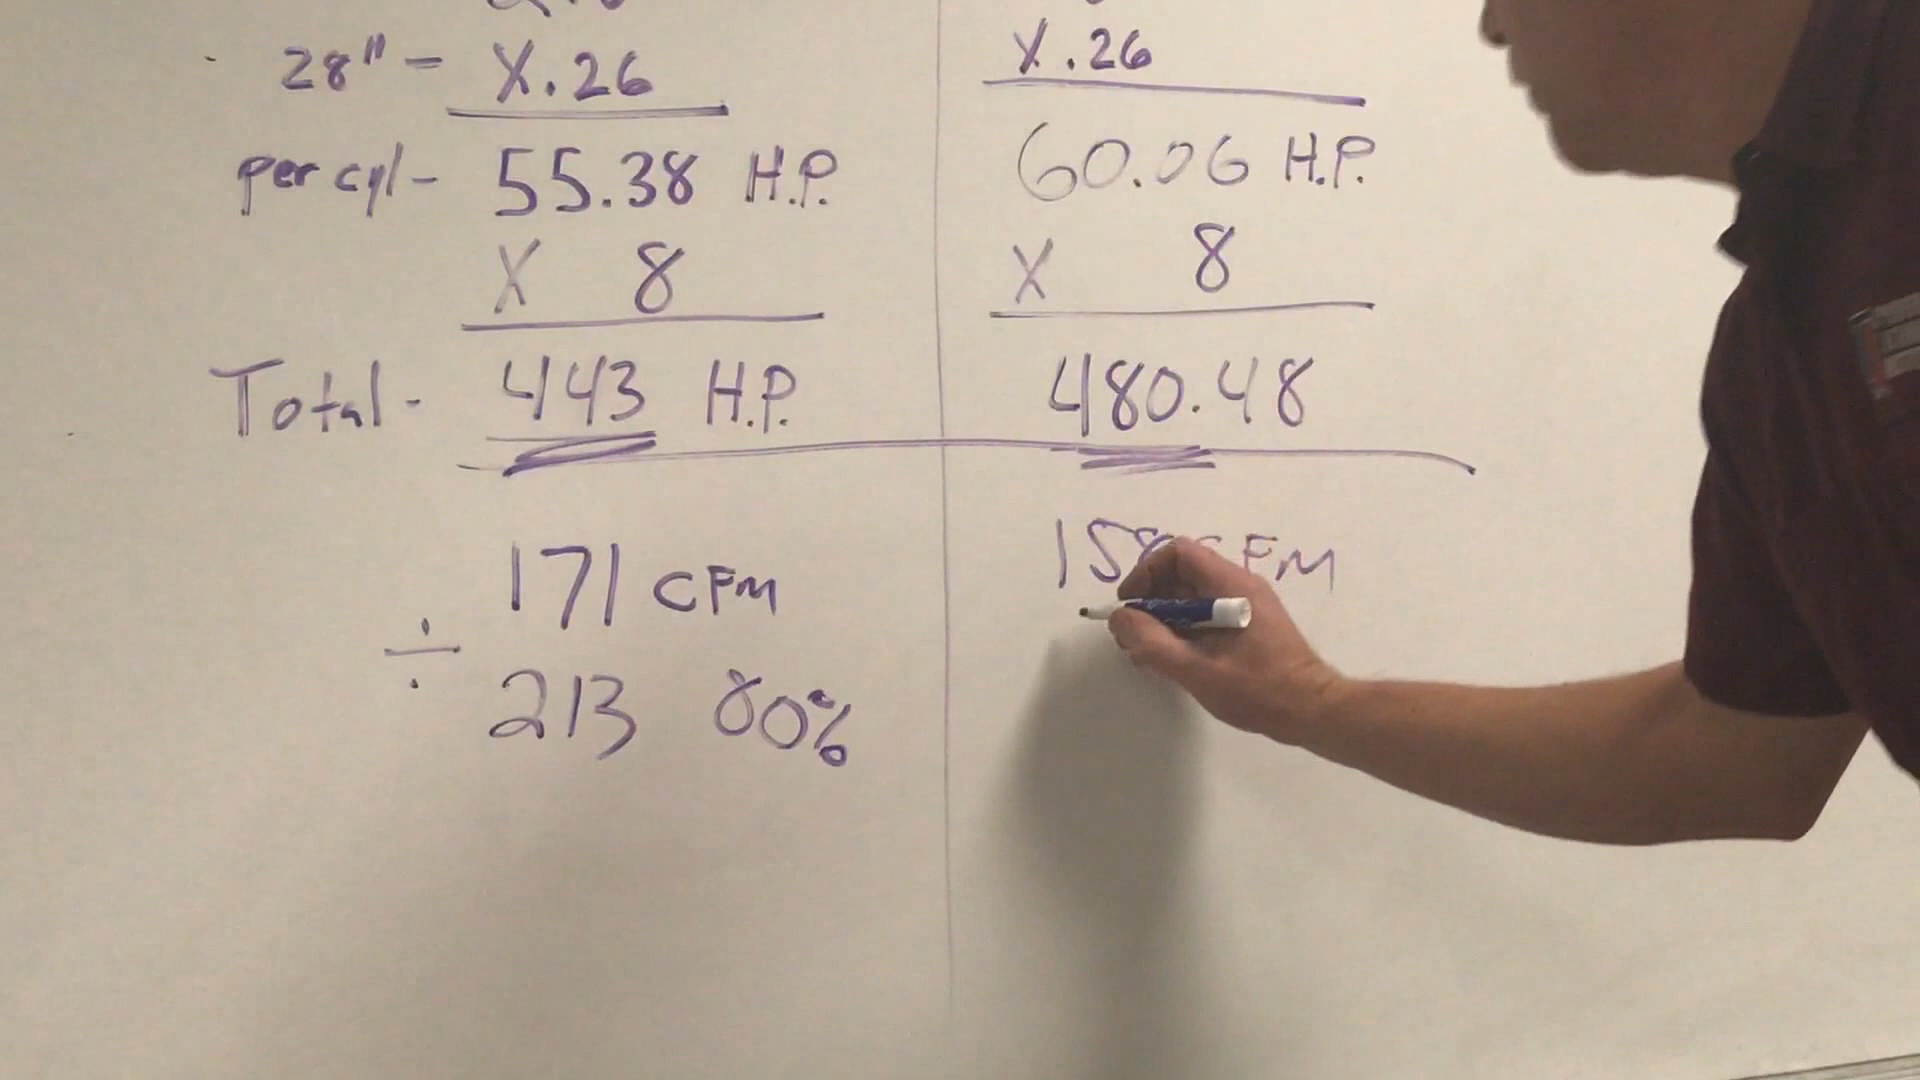 28" - X.26
per cyl - 55.38 H.P.
X 8
Total - 443 H.P.
171 CFM
÷
213 80%
X.26
60.06 H.P.
X 8
480.48
158 CFM